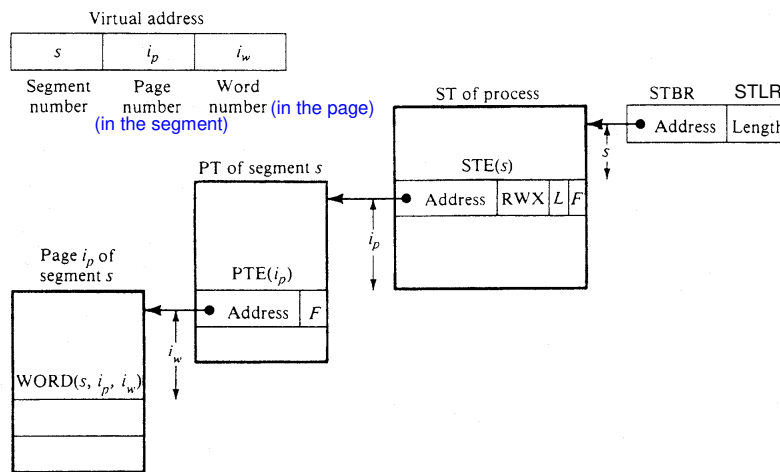 Virtual address
s i_p i_w
Segment number
Page number
(in the segment)
Word number
(in the page)
ST of process
STBR STLR
Address Length
s
STE(s)
Address RWX L F
PT of segment s
i_p
PTE(i_p)
Address F
Page i_p of
segment s
i_w
WORD(s, i_p, i_w)